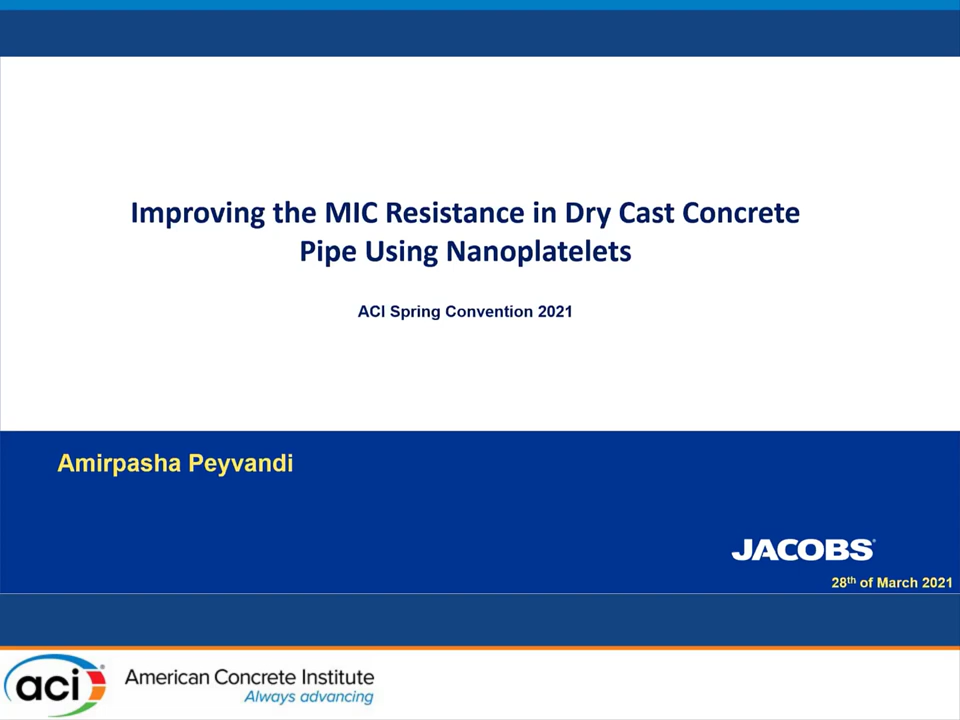 Improving the MIC Resistance in Dry Cast Concrete
Pipe Using Nanoplatelets
ACI Spring Convention 2021
Amirpasha Peyvandi
JACOBS®
28th of March 2021
aci
American Concrete Institute
Always advancing